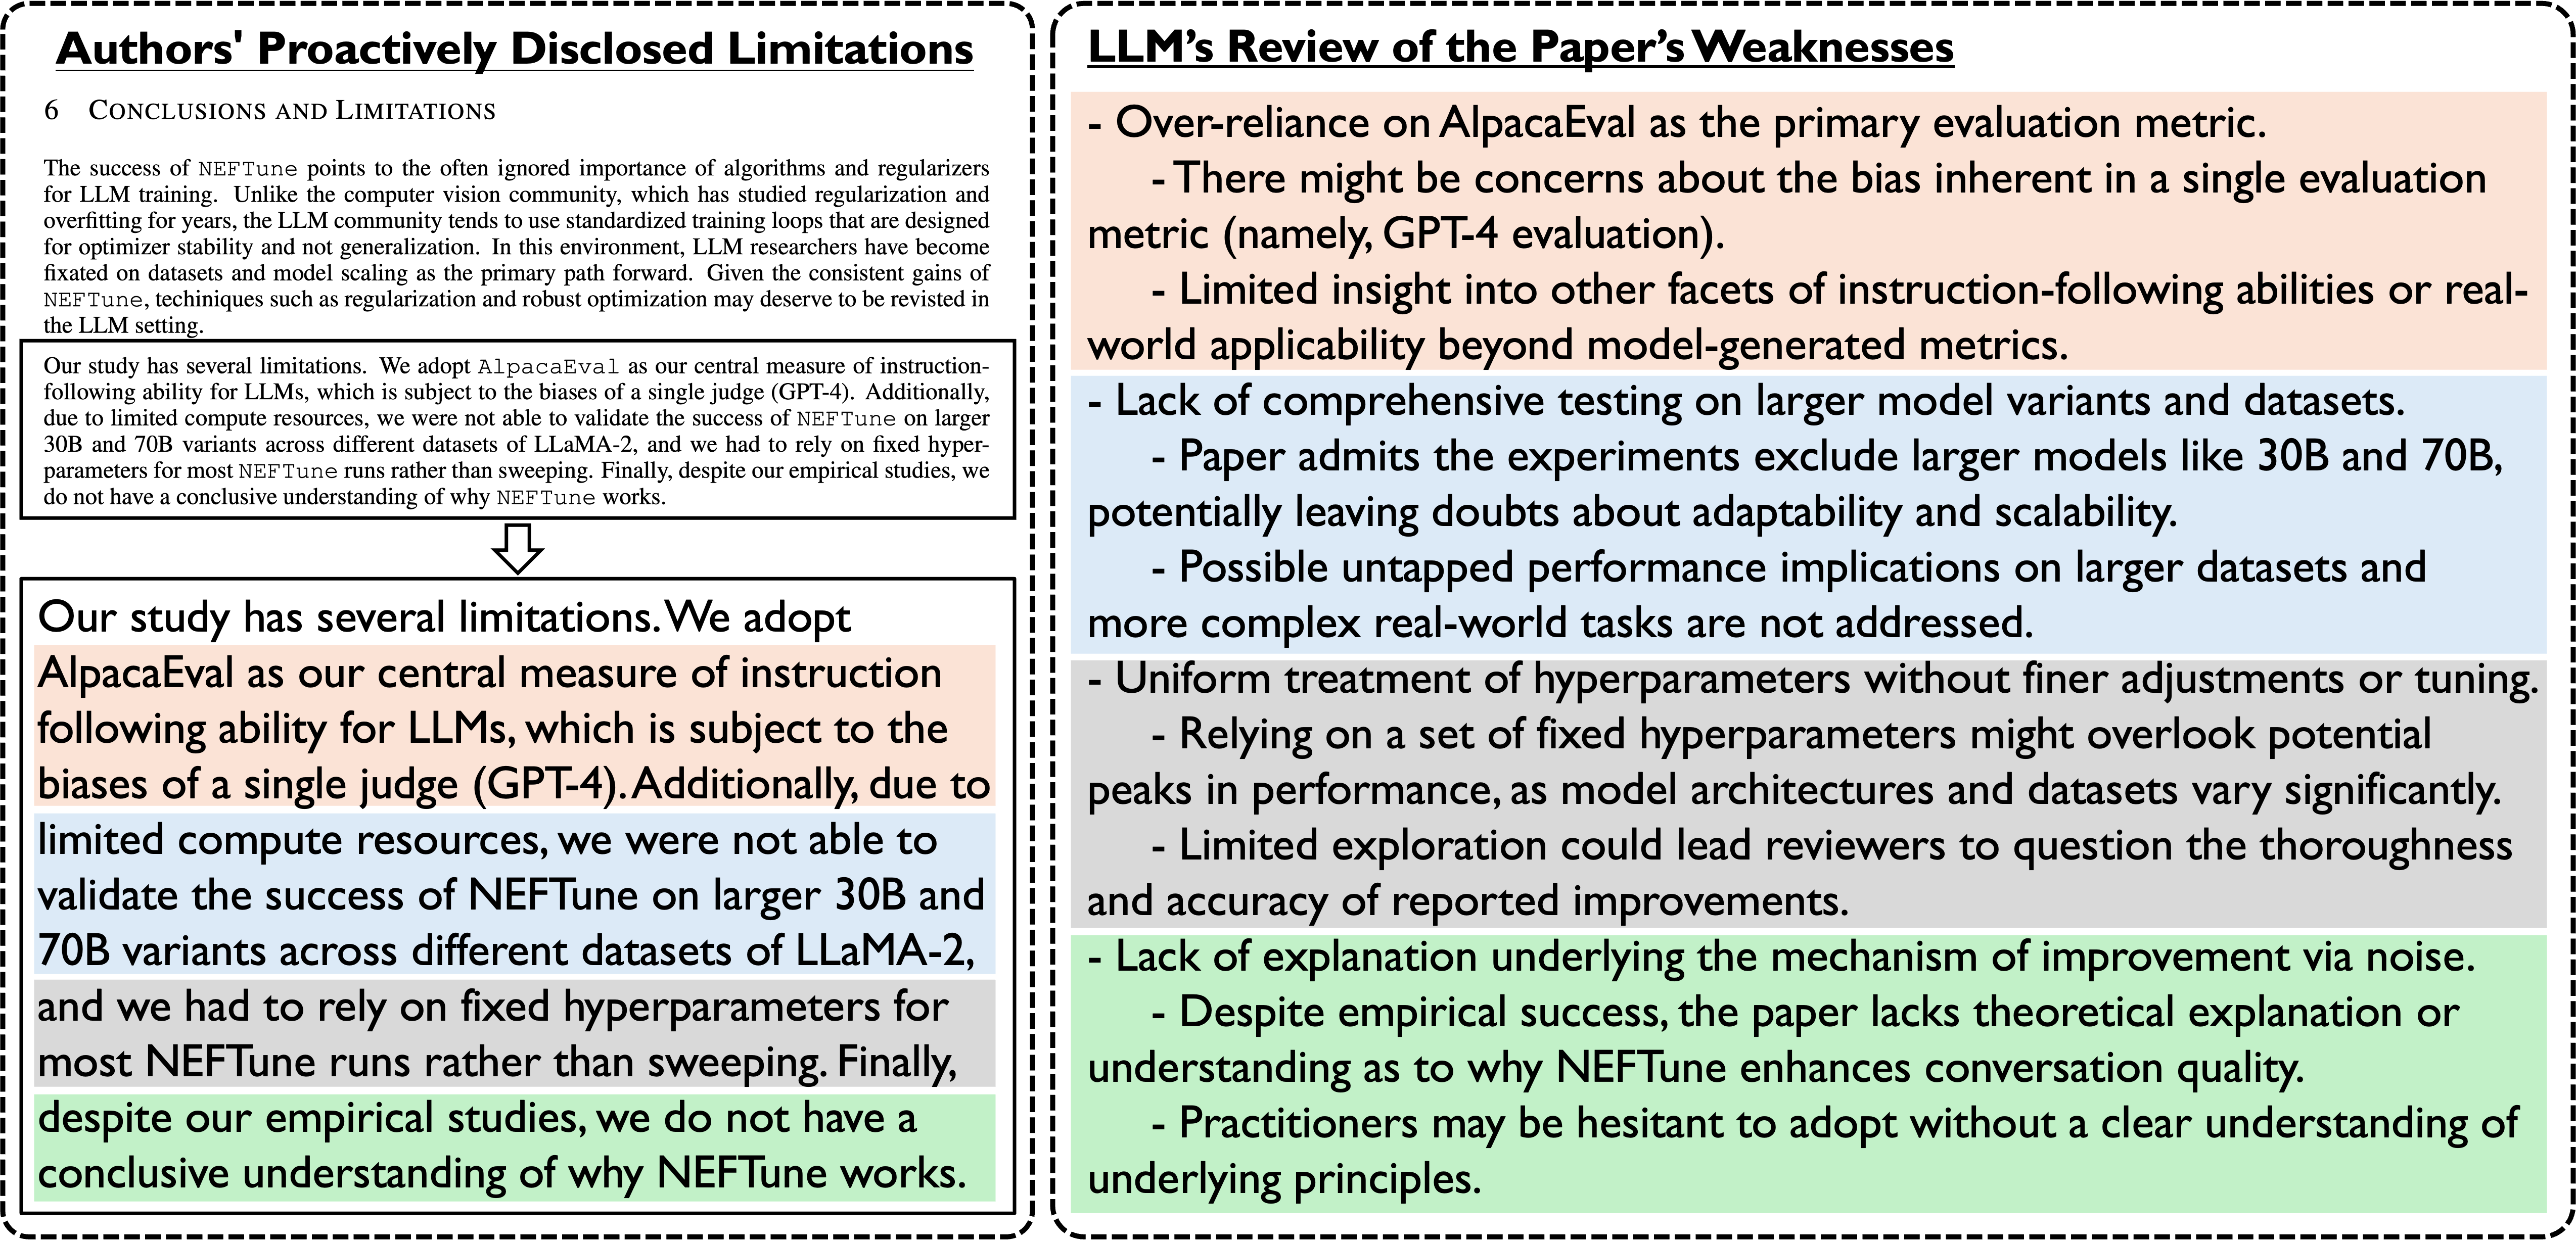 Authors' Proactively Disclosed Limitations
6 CONCLUSIONS AND LIMITATIONS
The success of NEFTune points to the often ignored importance of algorithms and regularizers
for LLM training. Unlike the computer vision community, which has studied regularization and
overfitting for years, the LLM community tends to use standardized training loops that are designed
for optimizer stability and not generalization. In this environment, LLM researchers have become
fixated on datasets and model scaling as the primary path forward. Given the consistent gains of
NEFTune, techiniques such as regularization and robust optimization may deserve to be revisted in
the LLM setting.
Our study has several limitations. We adopt AlpacaEval as our central measure of instruction-
following ability for LLMs, which is subject to the biases of a single judge (GPT-4). Additionally,
due to limited compute resources, we were not able to validate the success of NEFTune on larger
30B and 70B variants across different datasets of LLaMA-2, and we had to rely on fixed hyper-
parameters for most NEFTune runs rather than sweeping. Finally, despite our empirical studies, we
do not have a conclusive understanding of why NEFTune works.
Our study has several limitations. We adopt
AlpacaEval as our central measure of instruction
following ability for LLMs, which is subject to the
biases of a single judge (GPT-4). Additionally, due to
limited compute resources, we were not able to
validate the success of NEFTune on larger 30B and
70B variants across different datasets of LLaMA-2,
and we had to rely on fixed hyperparameters for
most NEFTune runs rather than sweeping. Finally,
despite our empirical studies, we do not have a
conclusive understanding of why NEFTune works.
LLM's Review of the Paper's Weaknesses
- Over-reliance on AlpacaEval as the primary evaluation metric.
- There might be concerns about the bias inherent in a single evaluation
metric (namely, GPT-4 evaluation).
- Limited insight into other facets of instruction-following abilities or real-
world applicability beyond model-generated metrics.
- Lack of comprehensive testing on larger model variants and datasets.
- Paper admits the experiments exclude larger models like 30B and 70B,
potentially leaving doubts about adaptability and scalability.
- Possible untapped performance implications on larger datasets and
more complex real-world tasks are not addressed.
- Uniform treatment of hyperparameters without finer adjustments or tuning.
- Relying on a set of fixed hyperparameters might overlook potential
peaks in performance, as model architectures and datasets vary significantly.
- Limited exploration could lead reviewers to question the thoroughness
and accuracy of reported improvements.
- Lack of explanation underlying the mechanism of improvement via noise.
- Despite empirical success, the paper lacks theoretical explanation or
understanding as to why NEFTune enhances conversation quality.
- Practitioners may be hesitant to adopt without a clear understanding of
underlying principles.